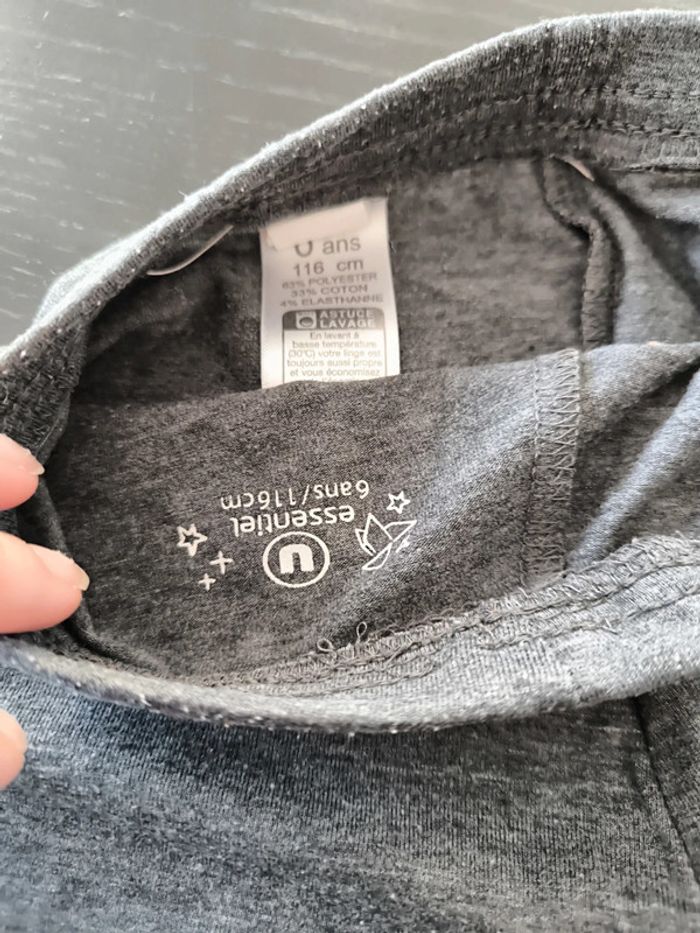 6 ans
116 cm
63% POLYESTER
33% COTON
4% ELASTHANNE
ASTUCE
LAVAGE
En lavant à
basse température
(30°C) votre linge est
toujours aussi propre
et vous économisez
U
essentiel
6ans/116cm